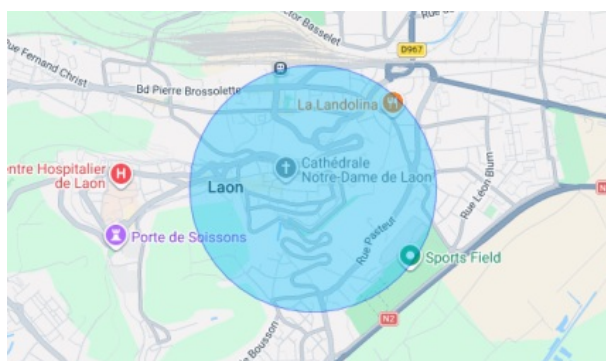 ctor Basselet
Rue Fernand Christ
D967
Bd Pierre Brossolette
La Landolina
entre Hospitalier
de Laon
H
Cathédrale
Notre-Dame de Laon
Laon
Rue Léon Blum
N
Porte de Soissons
Rue Pasteur
Sports Field
N2
de Bousson